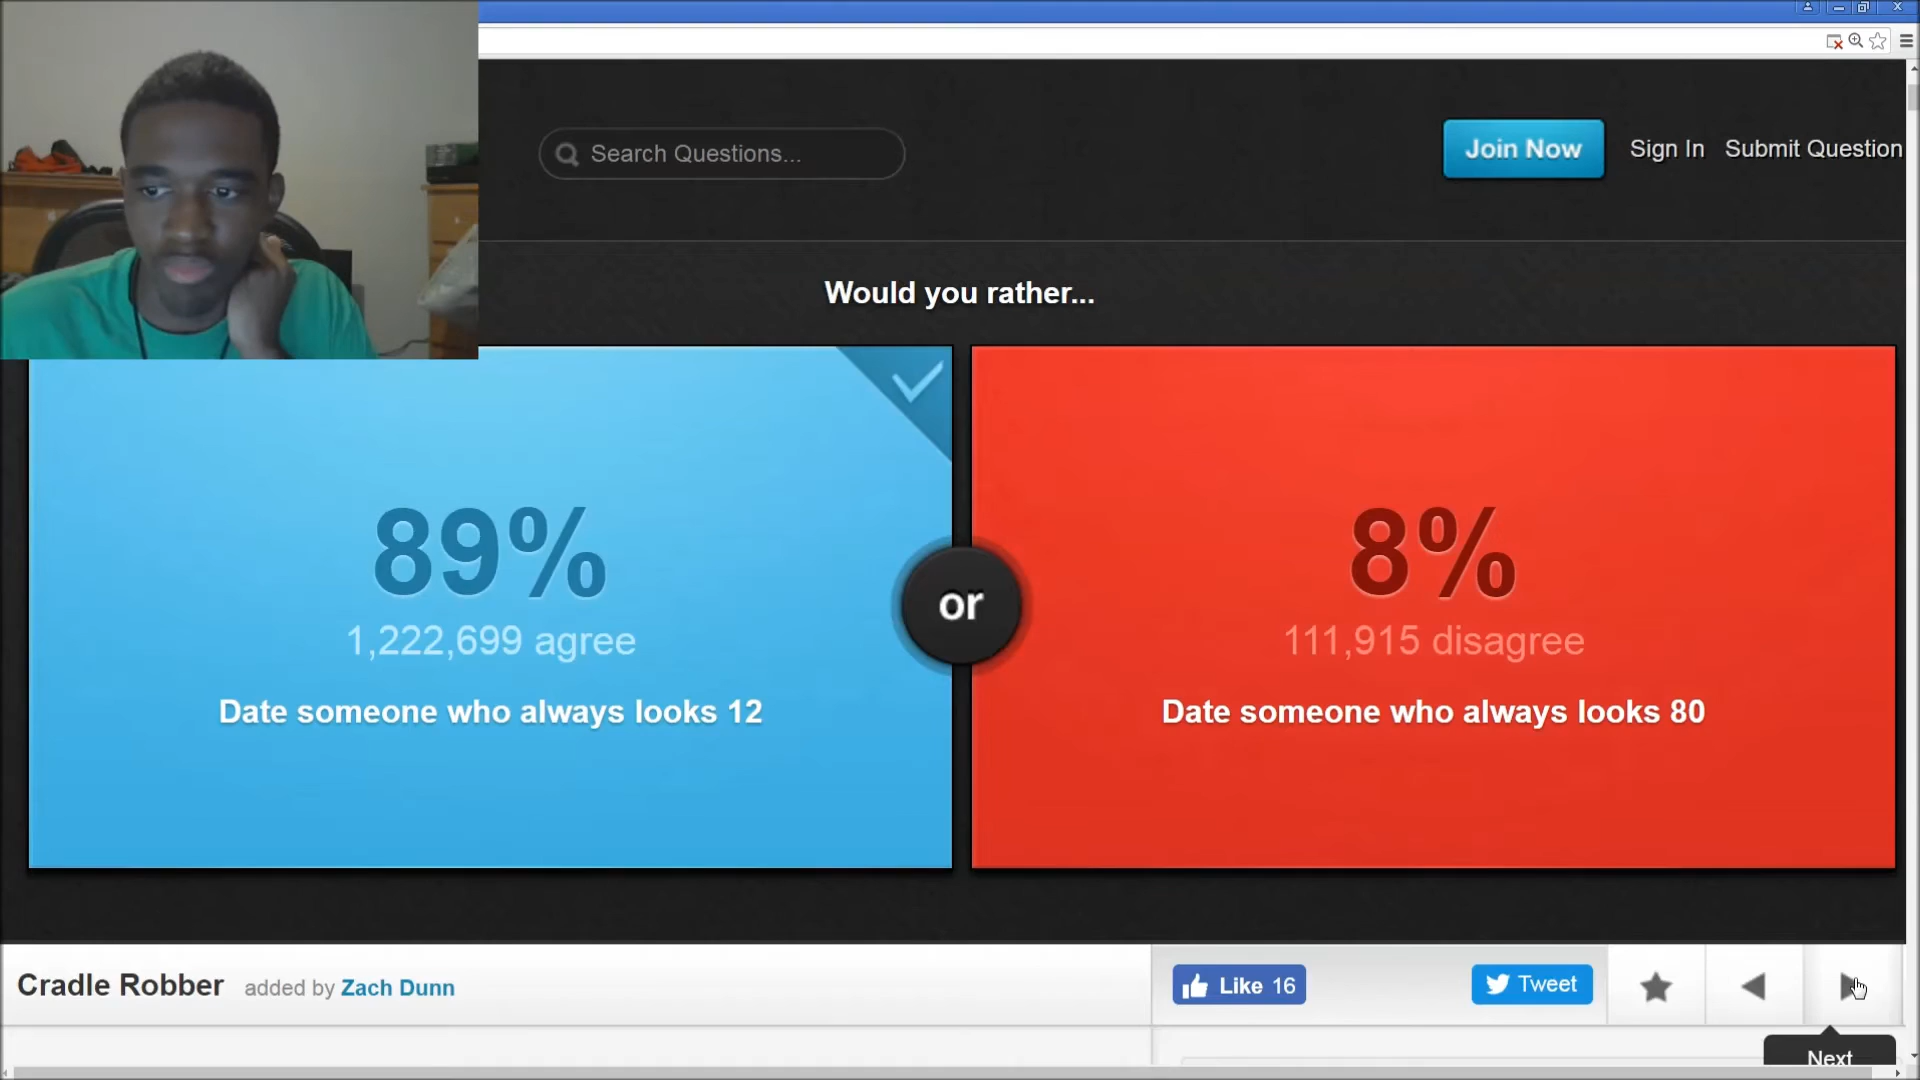 Search Questions...
Join Now
Sign In
Submit Question
Would you rather...
89%
1,222,699 agree
Date someone who always looks 12
or
8%
111,915 disagree
Date someone who always looks 80
Cradle Robber added by Zach Dunn
Like 16
Tweet
Next